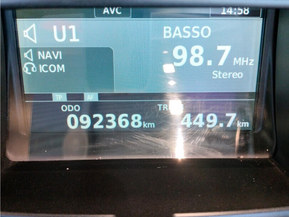 AVC 14:58
U1 BASSO
NAVI 98.7 MHz
ICOM Stereo
ODO TRIP
092368 km 449.7 km